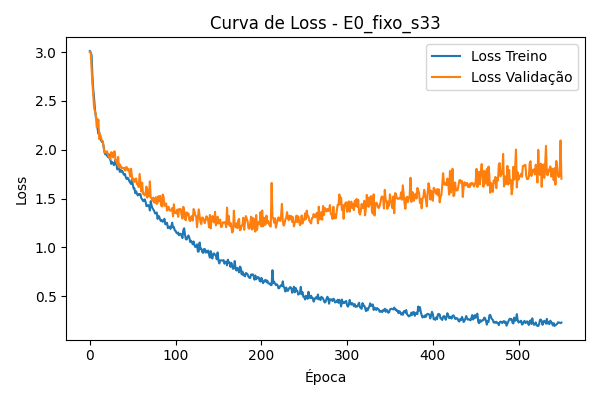 Curva de Loss - E0_fixo_s33
Loss Treino
Loss Validação
3.0
2.5
2.0
1.5
1.0
0.5
Loss
0 100 200 300 400 500
Época